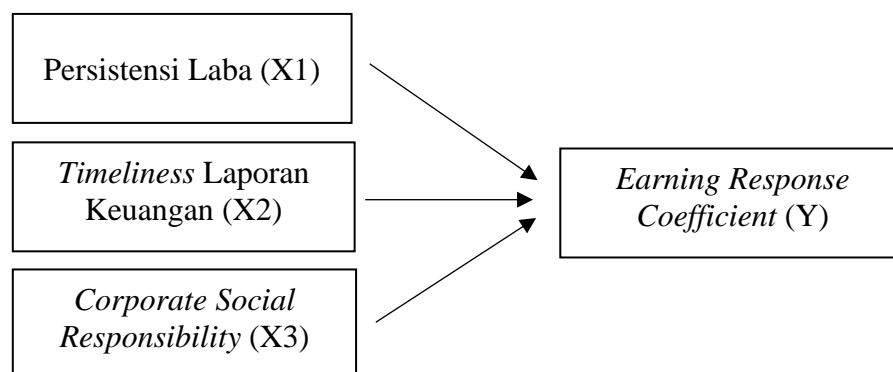 Persistensi Laba (X1)
Timeliness Laporan
Keuangan (X2)
Earning Response
Coefficient (Y)
Corporate Social
Responsibility (X3)